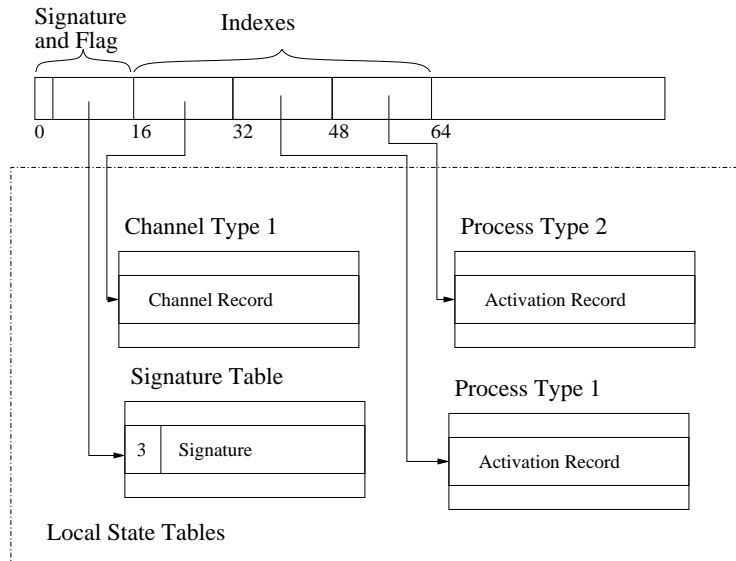 Signature
and Flag
Indexes
0 16 32 48 64
Channel Type 1
Process Type 2
Channel Record
Activation Record
Signature Table
Process Type 1
3 Signature
Activation Record
Local State Tables